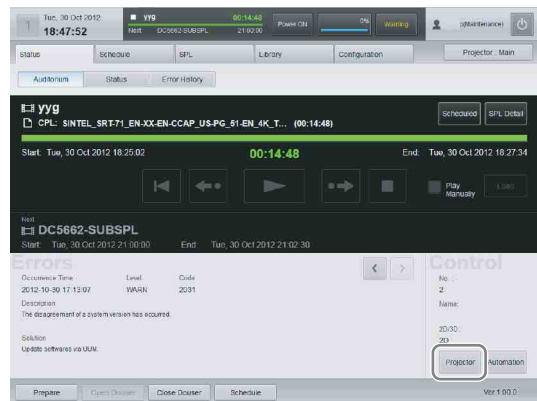 1
Tue, 30 Oct 2012
18:47:52
yyg 00:14:48
Next DC5662-SUBSPL 21:00:00
Power ON
0%
Warning
(Maintenance)
Status
Schedule
SPL
Library
Configuration
Projector : Main
Auditorium
Status
Error History
yyg
CPL: SINTEL_SRT-71_EN-XX-EN-CCAP_US-PG_51-EN_4K_T... (00:14:48)
Scheduled
SPL Detail
Start: Tue, 30 Oct 2012 18:25:02
00:14:48
End: Tue, 30 Oct 2012 18:27:34
Play
Manually
Load
Next
DC5662-SUBSPL
Start: Tue, 30 Oct 2012 21:00:00 End Tue, 30 Oct 2012 21:02:30
Errors
Occurrence Time Level Code
2012-10-30 17:13:07 WARN 2031
Description
The disagreement of a system version has occurred.
Solution
Update softwares via UUM.
Control
No. :
2
Name:
2D/3D :
2D
Projector
Automation
Prepare
Open Douser
Close Douser
Schedule
Ver 1.00.0